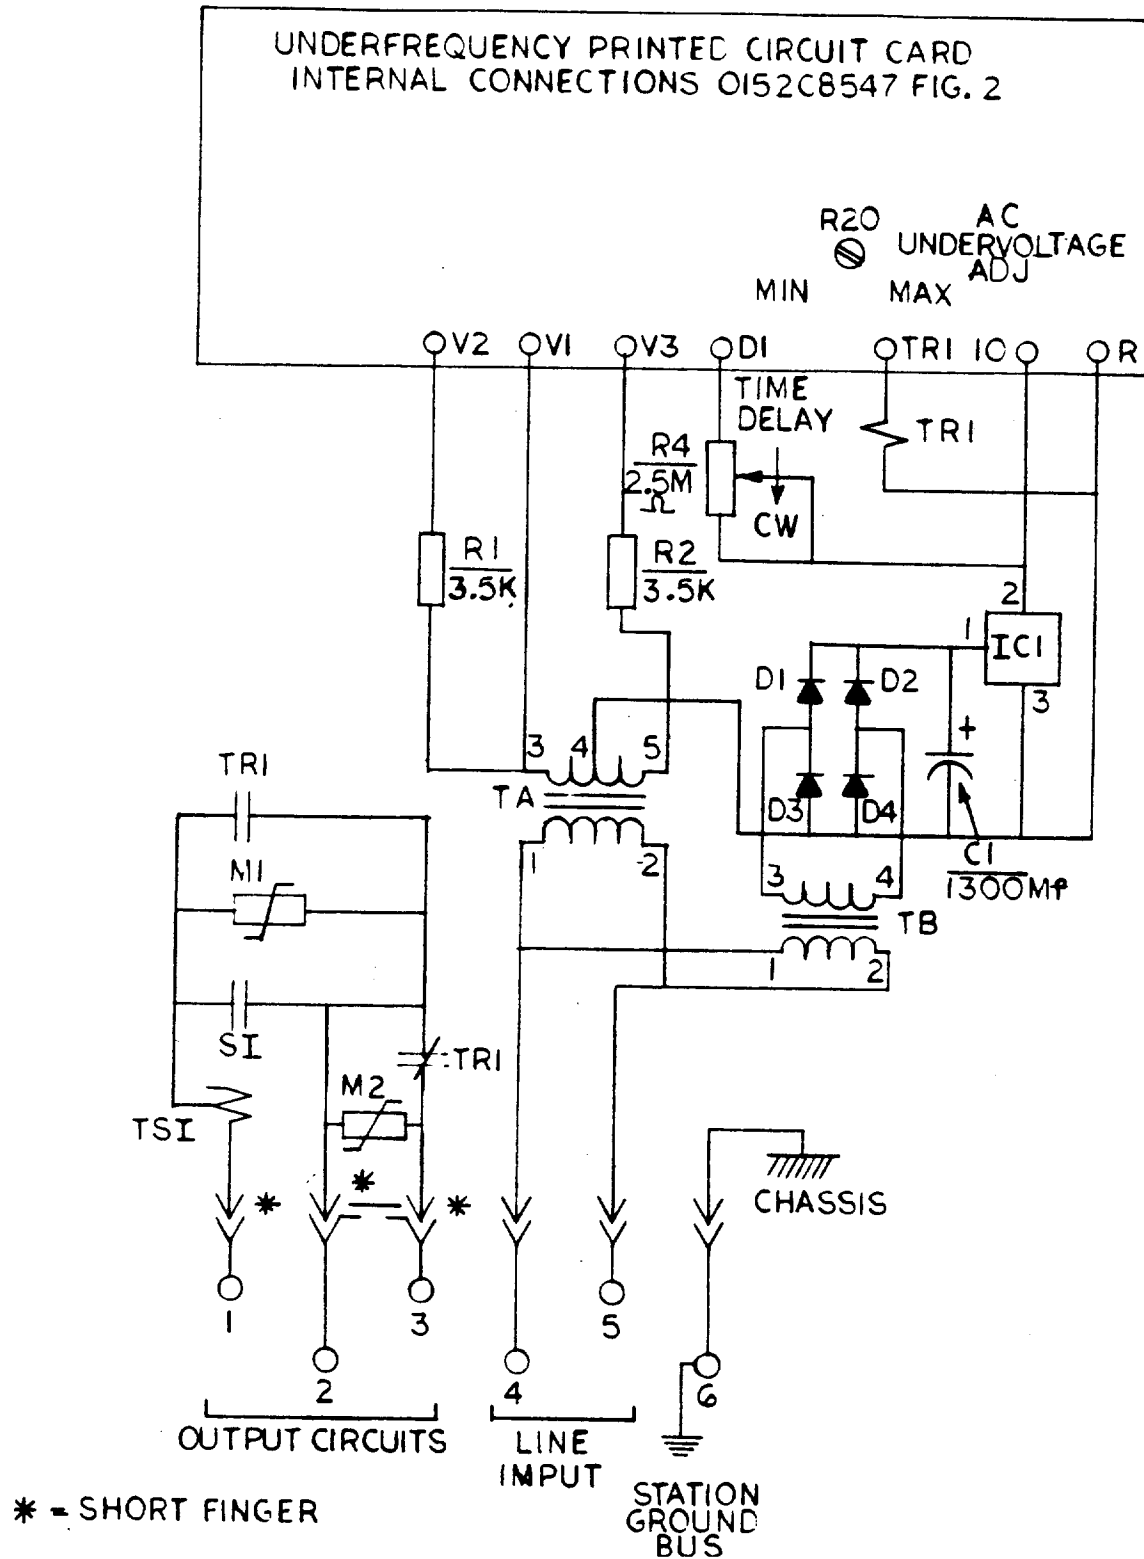 UNDERFREQUENCY PRINTED CIRCUIT CARD
INTERNAL CONNECTIONS 0152C8547 FIG. 2
R20
AC
UNDERVOLTAGE
ADJ
MIN
MAX
V2
V1
V3
D1
TR1
10
R
TIME
DELAY
R4
2.5M
Ω
CW
TR1
R1
3.5K
R2
3.5K
2
1
IC1
3
D1
D2
+
D3
D4
C1
1300Mf
3
4
5
TA
1
2
3
4
TB
1
2
TR1
M1
SI
TSI
TR1
M2
*
*
*
CHASSIS
1
2
3
4
5
6
OUTPUT CIRCUITS
LINE
IMPUT
STATION
GROUND
BUS
* = SHORT FINGER